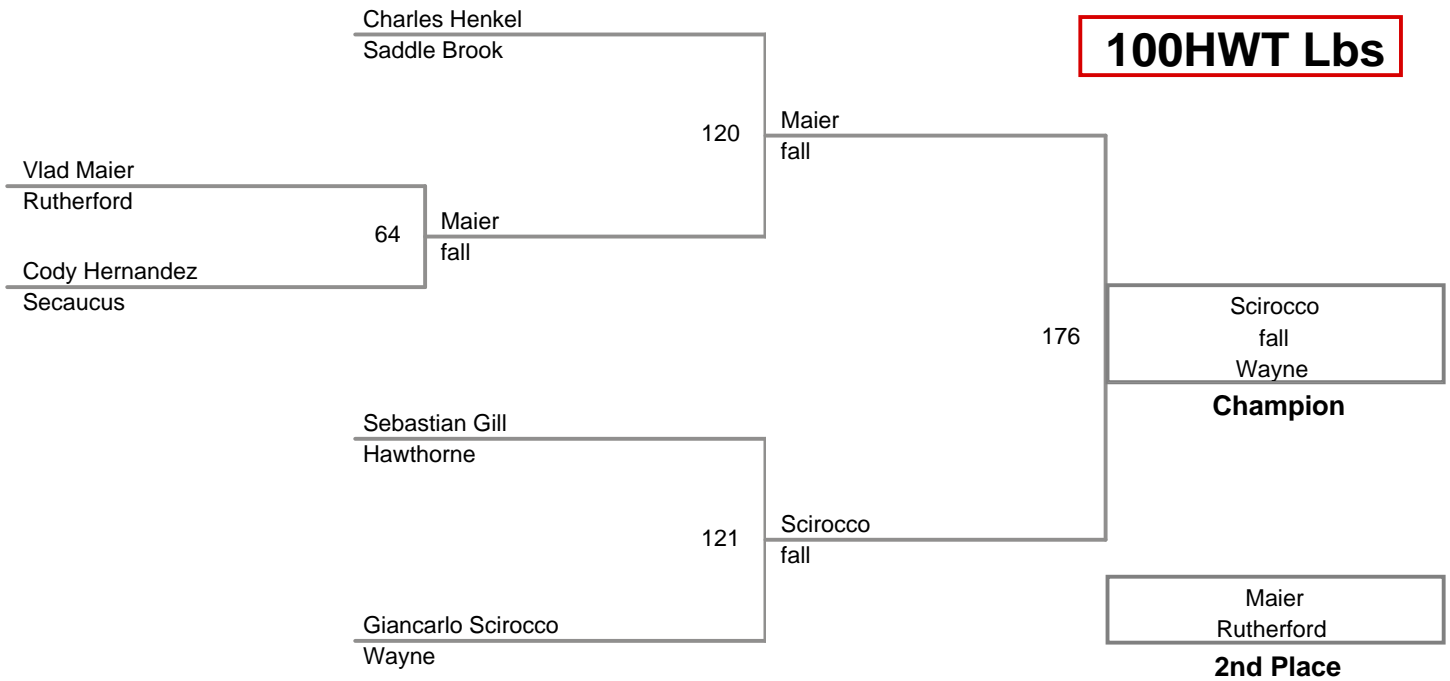 Charles Henkel
Saddle Brook
100HWT Lbs
120
Maier
fall
Vlad Maier
Rutherford
64
Maier
fall
Cody Hernandez
Secaucus
176
Scirocco
fall
Wayne
Champion
Sebastian Gill
Hawthorne
121
Scirocco
fall
Giancarlo Scirocco
Wayne
Maier
Rutherford
2nd Place